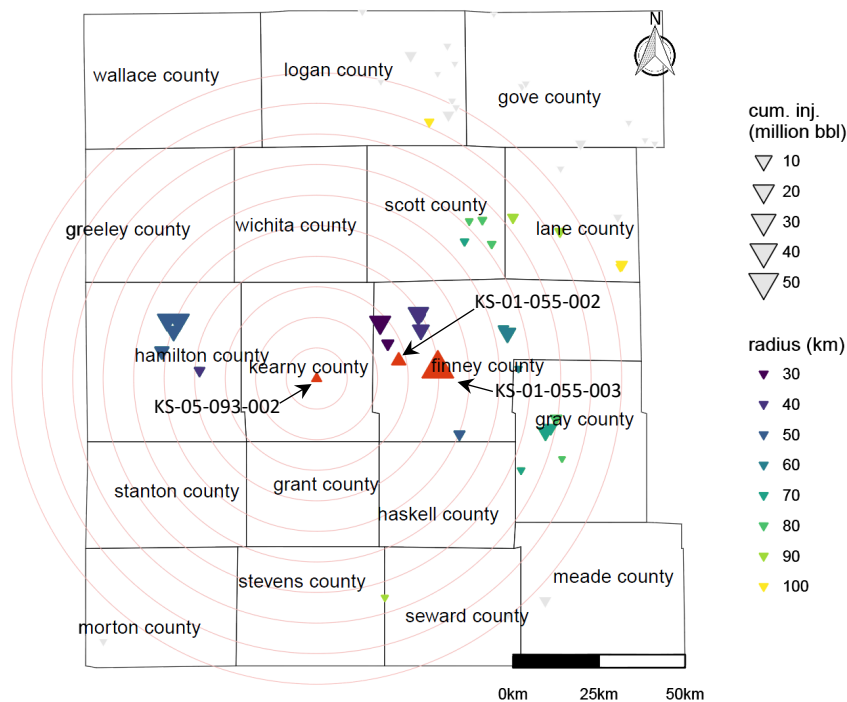 N
wallace county
logan county
gove county
cum. inj.
(million bbl)
10
20
30
40
50
greeley county
wichita county
scott county
lane county
KS-01-055-002
hamilton county
kearny county
finney county
KS-01-055-003
KS-05-093-002
gray county
radius (km)
30
40
50
60
70
80
90
100
stanton county
grant county
haskell county
stevens county
meade county
morton county
seward county
0km
25km
50km